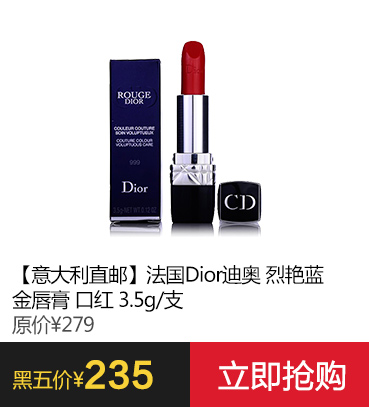 ROUGE
DIOR
COULEUR COUTURE
SOIN VOLUPTUEUX
COUTURE COLOUR
VOLUPTUOUS CARE
999
Dior
CD
【意大利直邮】法国Dior迪奥 烈艳蓝
金唇膏 口红 3.5g/支
原价¥279
黑五价¥235
立即抢购